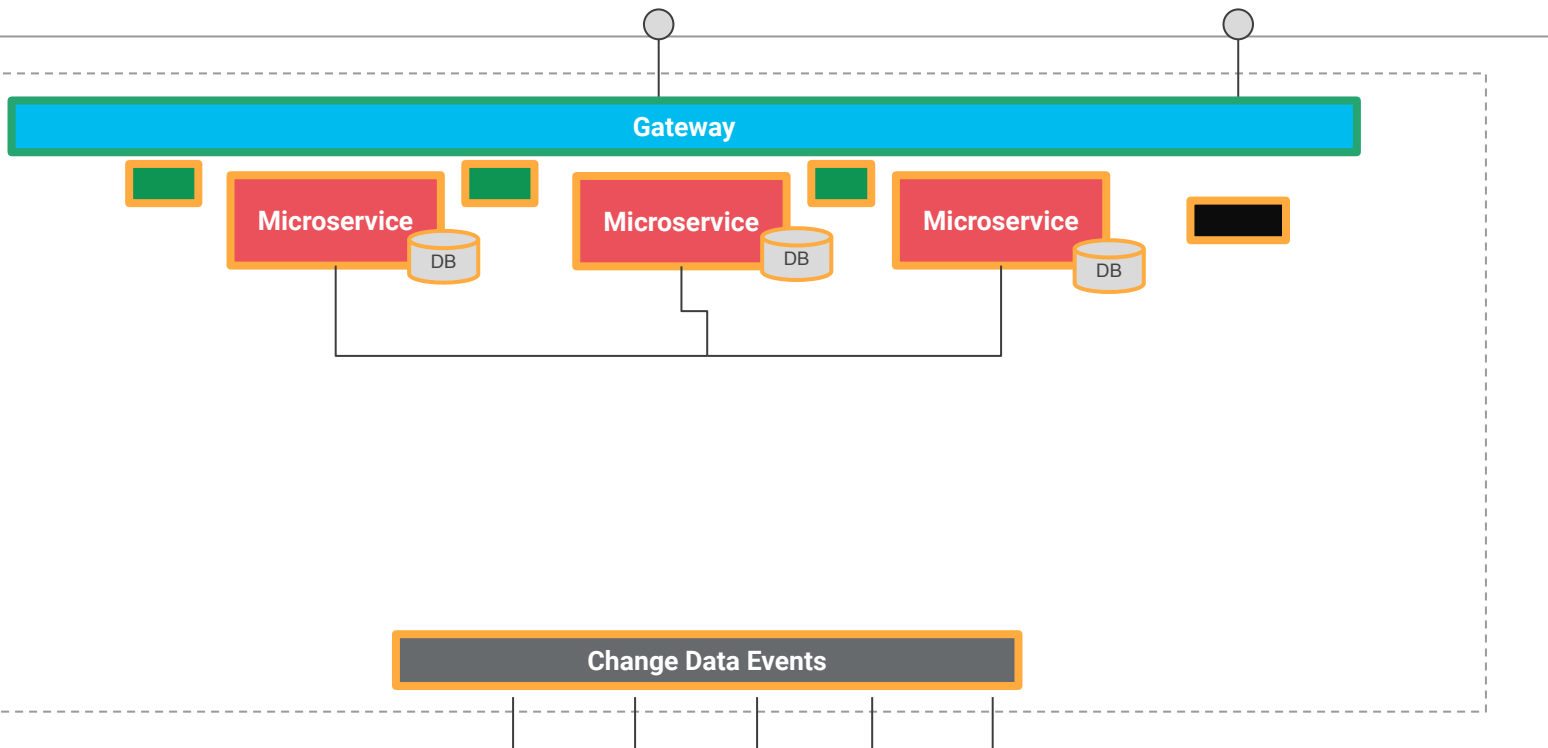 Gateway
Microservice
Microservice
Microservice
DB
DB
DB
Change Data Events